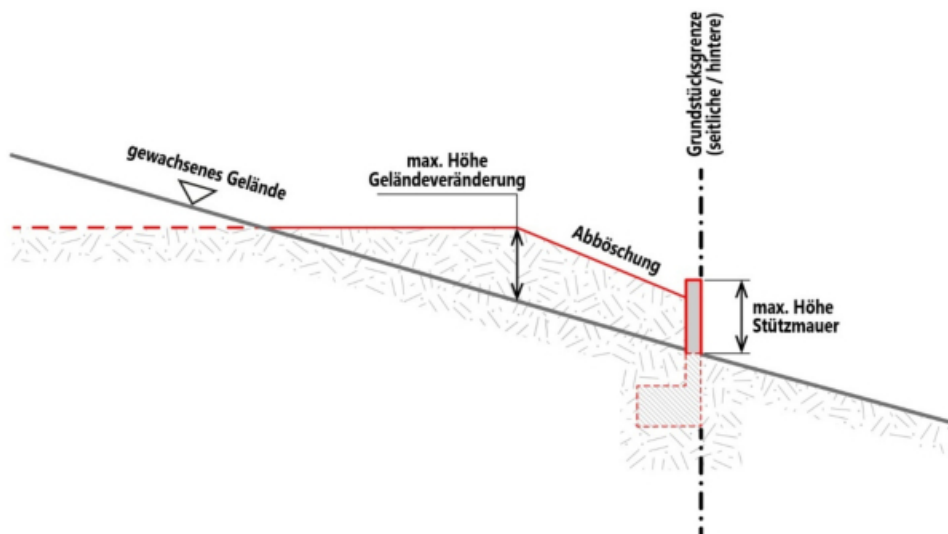 Grundstücksgrenze
(seitliche / hintere)
gewachsenes Gelände
max. Höhe
Geländeveränderung
Abböschung
max. Höhe
Stützmauer